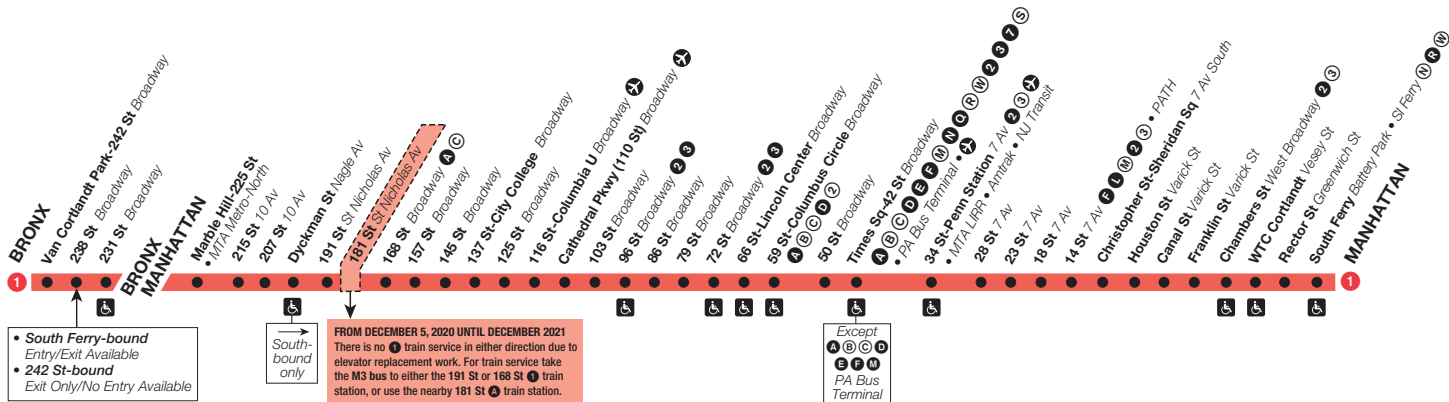 1
BRONX
Van Cortlandt Park-242 St Broadway
238 St Broadway
231 St Broadway
BRONX
MANHATTAN
Marble Hill-225 St
• MTA Metro-North
215 St 10 Av
207 St 10 Av
Dyckman St Nagle Av
191 St St Nicholas Av
181 St St Nicholas Av
168 St Broadway A C
157 St Broadway
145 St Broadway
137 St-City College Broadway
125 St Broadway
116 St-Columbia U Broadway
Cathedral Pkwy (110 St) Broadway
103 St Broadway
96 St Broadway 2 3
86 St Broadway
79 St Broadway
72 St Broadway 2 3
66 St-Lincoln Center Broadway
59 St-Columbus Circle Broadway
A B C D 2
50 St Broadway
Times Sq-42 St Broadway
A B C D E F M N Q R W 2 3 7 S
• PA Bus Terminal •
34 St-Penn Station 7 Av 2 3
• MTA LIRR • Amtrak • NJ Transit
28 St 7 Av
23 St 7 Av
18 St 7 Av
14 St 7 Av F L M 2 3 • PATH
Christopher St-Sheridan Sq 7 Av South
Houston St Varick St
Canal St Varick St
Franklin St Varick St
Chambers St West Broadway 2 3
WTC Cortlandt Vesey St
Rector St Greenwich St
South Ferry Battery Park • SI Ferry N R W
MANHATTAN
1
• South Ferry-bound
Entry/Exit Available
• 242 St-bound
Exit Only/No Entry Available
South-
bound
only
FROM DECEMBER 5, 2020 UNTIL DECEMBER 2021
There is no 1 train service in either direction due to
elevator replacement work. For train service take
the M3 bus to either the 191 St or 168 St 1 train
station, or use the nearby 181 St A train station.
Except
A B C D
E F M
PA Bus
Terminal